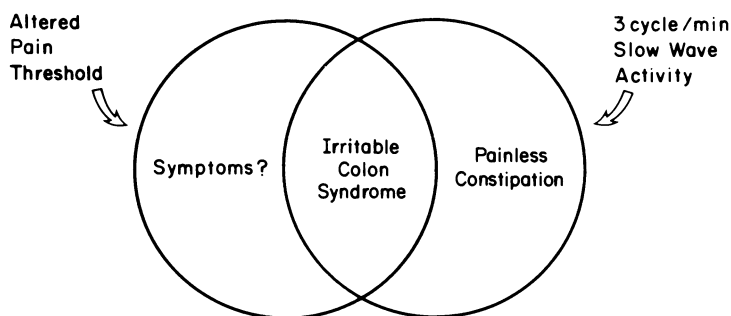 Altered
Pain
Threshold
3 cycle/min
Slow Wave
Activity
Symptoms?
Irritable
Colon
Syndrome
Painless
Constipation